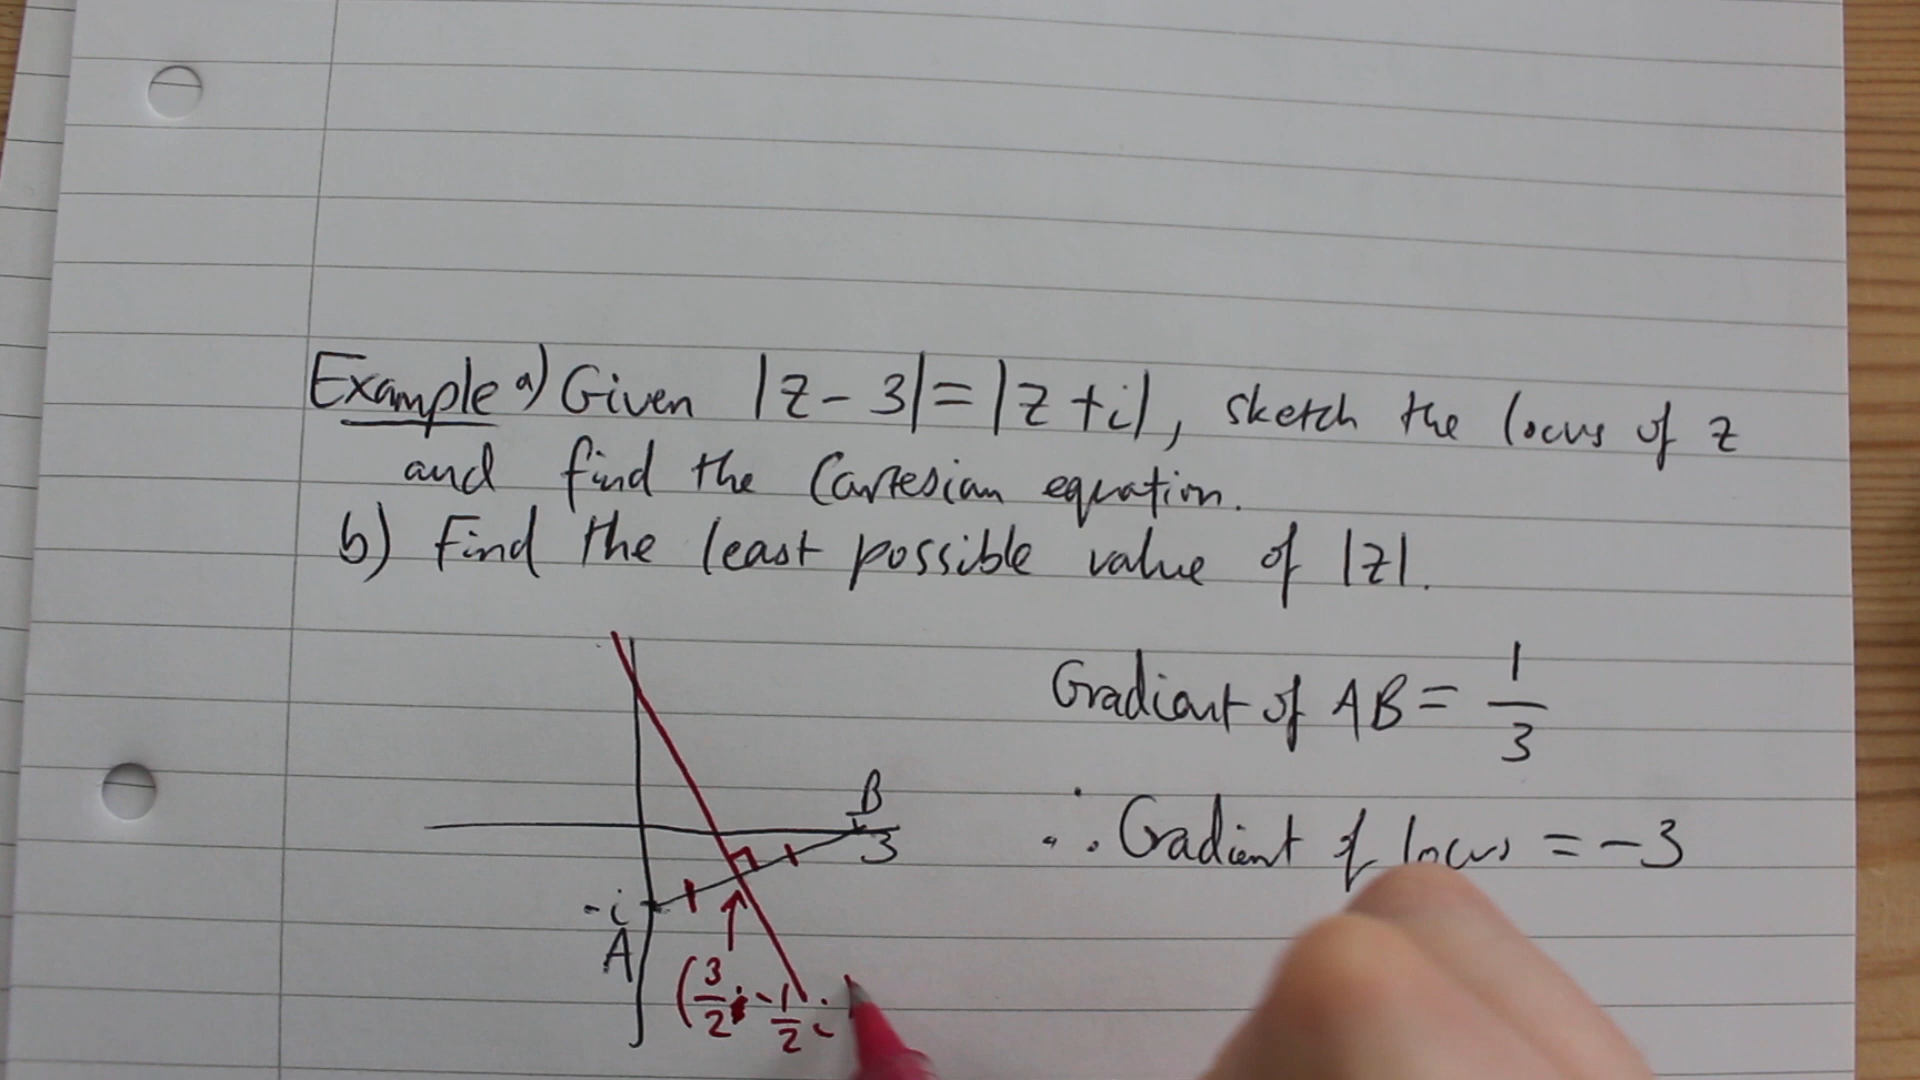 Example a) Given |z - 3| = |z + i|, sketch the locus of z
and find the Cartesian equation.
b) Find the least possible value of |z|.
Gradient of AB = 1/3
∴ Gradient of locus = -3
B
3
-i
A
(3/2, -1/2 i